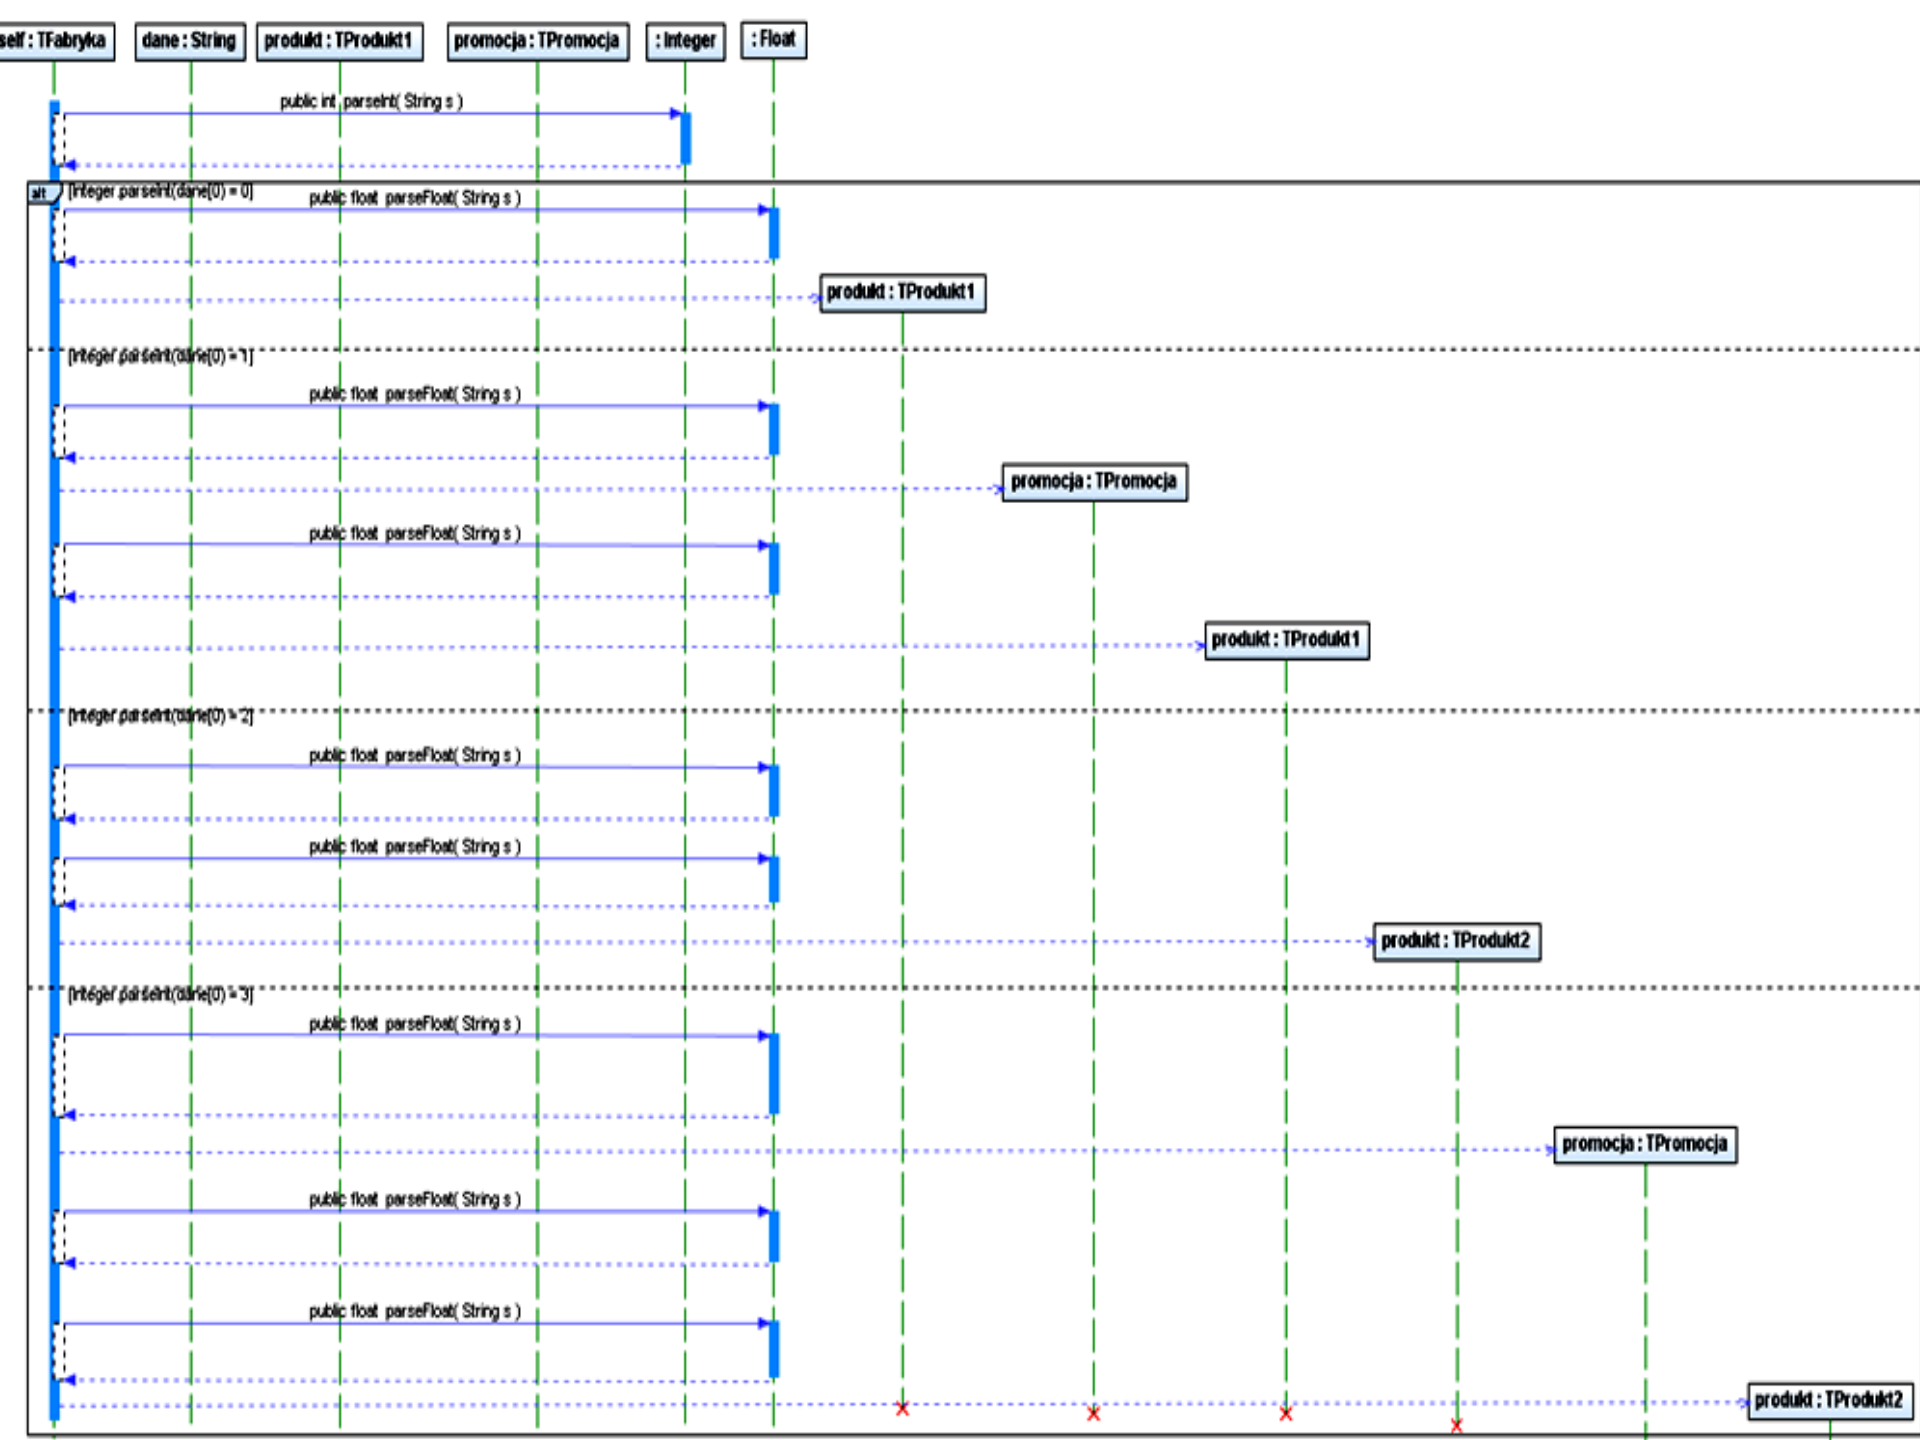 self : TFabryka dane : String produkt : TProdukt1 promocja : TPromocja : Integer : Float
public int parseInt( String s )
alt [Integer.parseInt(dane[0) = 0]
public float parseFloat( String s )
produkt : TProdukt1
[Integer.parseInt(dane[0) = 1]
public float parseFloat( String s )
promocja : TPromocja
public float parseFloat( String s )
produkt : TProdukt1
[Integer.parseInt(dane[0) = 2]
public float parseFloat( String s )
public float parseFloat( String s )
produkt : TProdukt2
[Integer.parseInt(dane[0) = 3]
public float parseFloat( String s )
promocja : TPromocja
public float parseFloat( String s )
public float parseFloat( String s )
produkt : TProdukt2